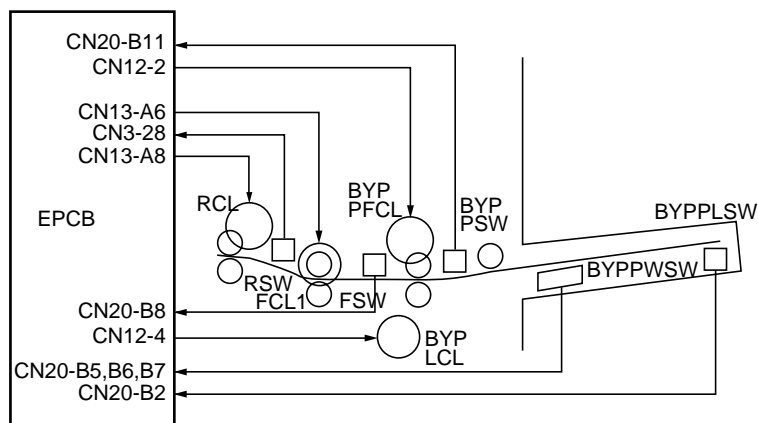 CN20-B11
CN12-2
CN13-A6
CN3-28
CN13-A8
EPCB
RCL
BYP
PFCL
BYP
PSW
BYPPLSW
BYPPWSW
RSW
FCL1
FSW
CN20-B8
CN12-4
BYP
LCL
CN20-B5,B6,B7
CN20-B2